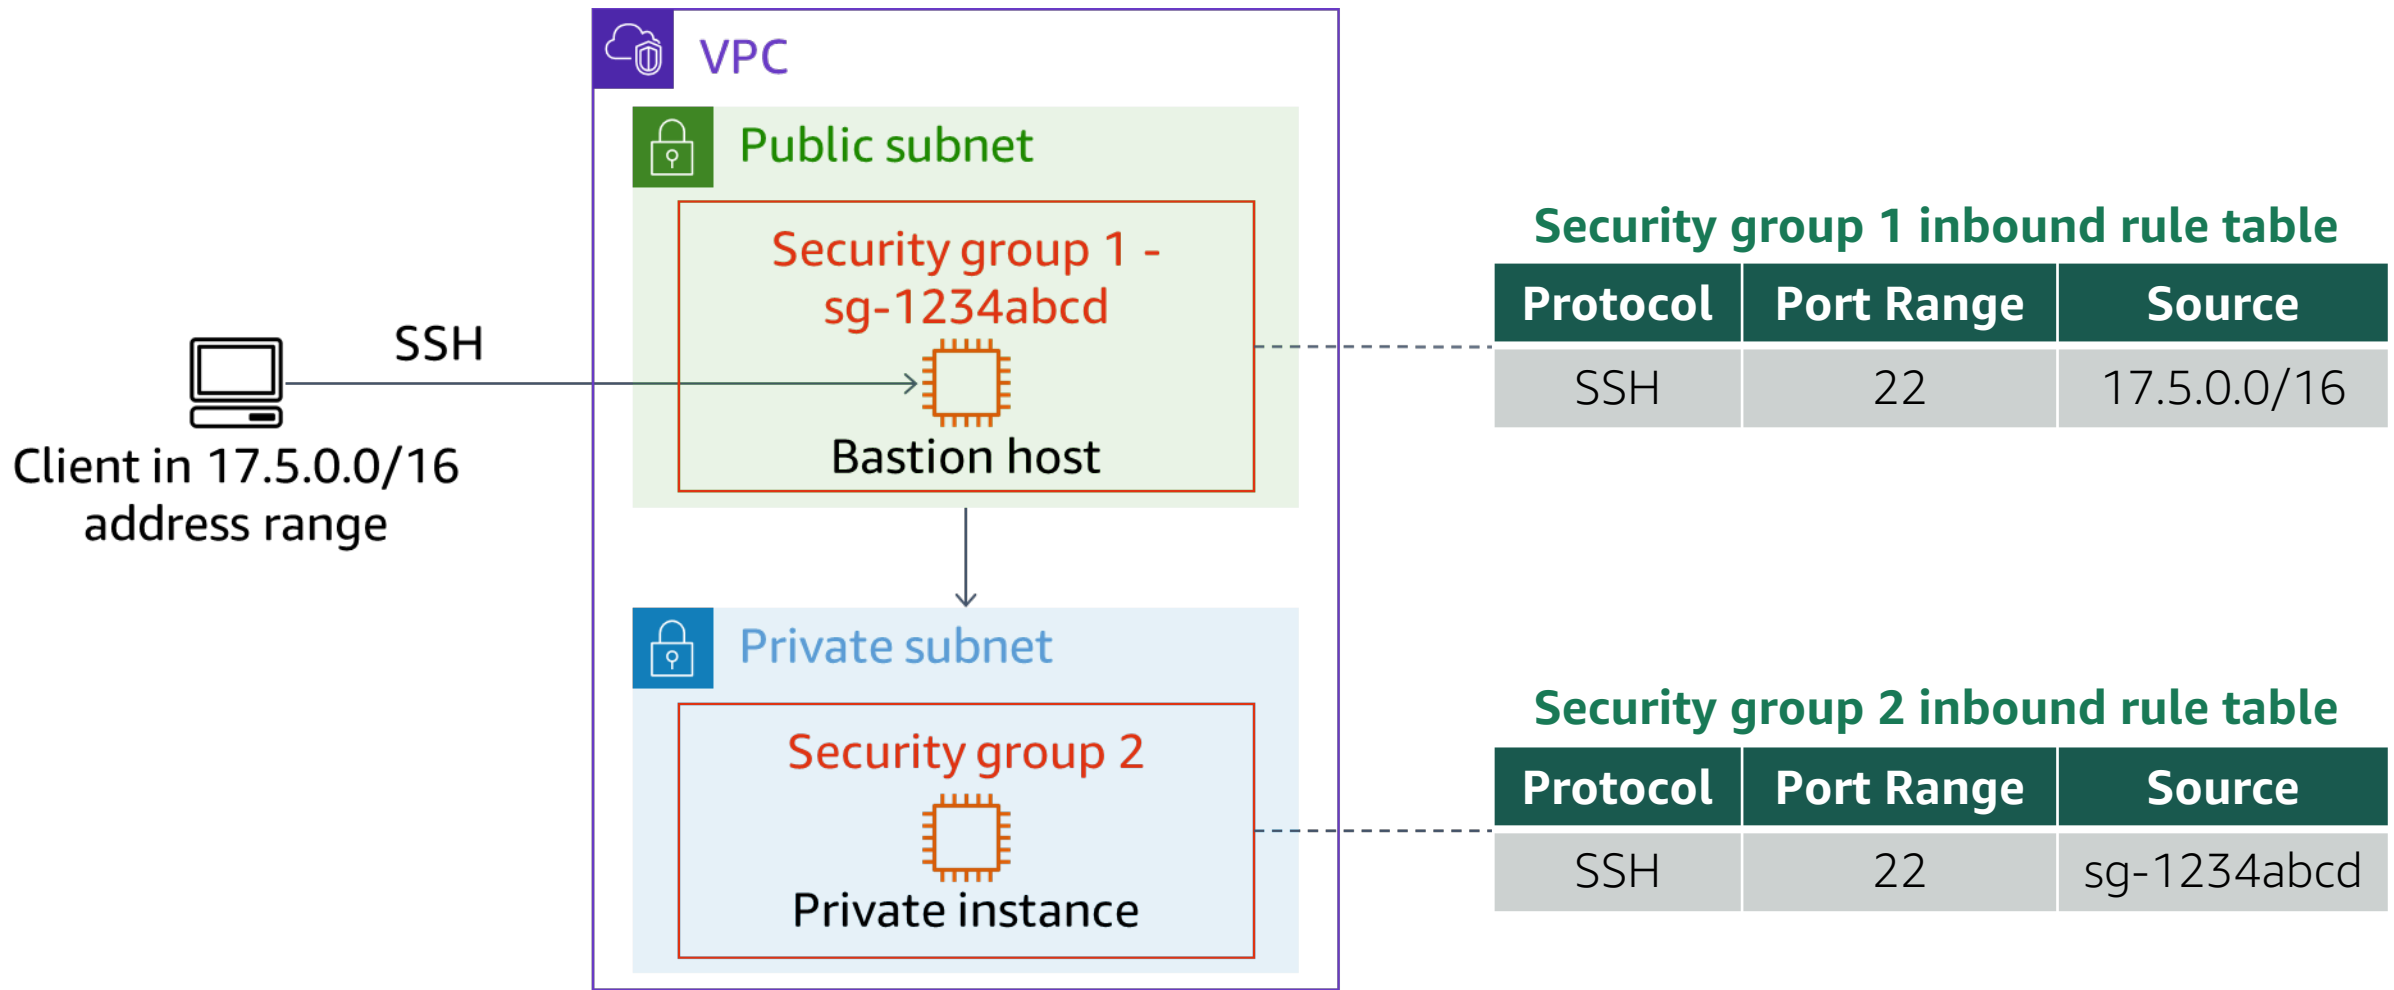 VPC
Public subnet
Security group 1 -
sg-1234abcd
Bastion host
SSH
Client in 17.5.0.0/16
address range
Private subnet
Security group 2
Private instance
Security group 1 inbound rule table
Protocol Port Range Source
SSH 22 17.5.0.0/16
Security group 2 inbound rule table
Protocol Port Range Source
SSH 22 sg-1234abcd